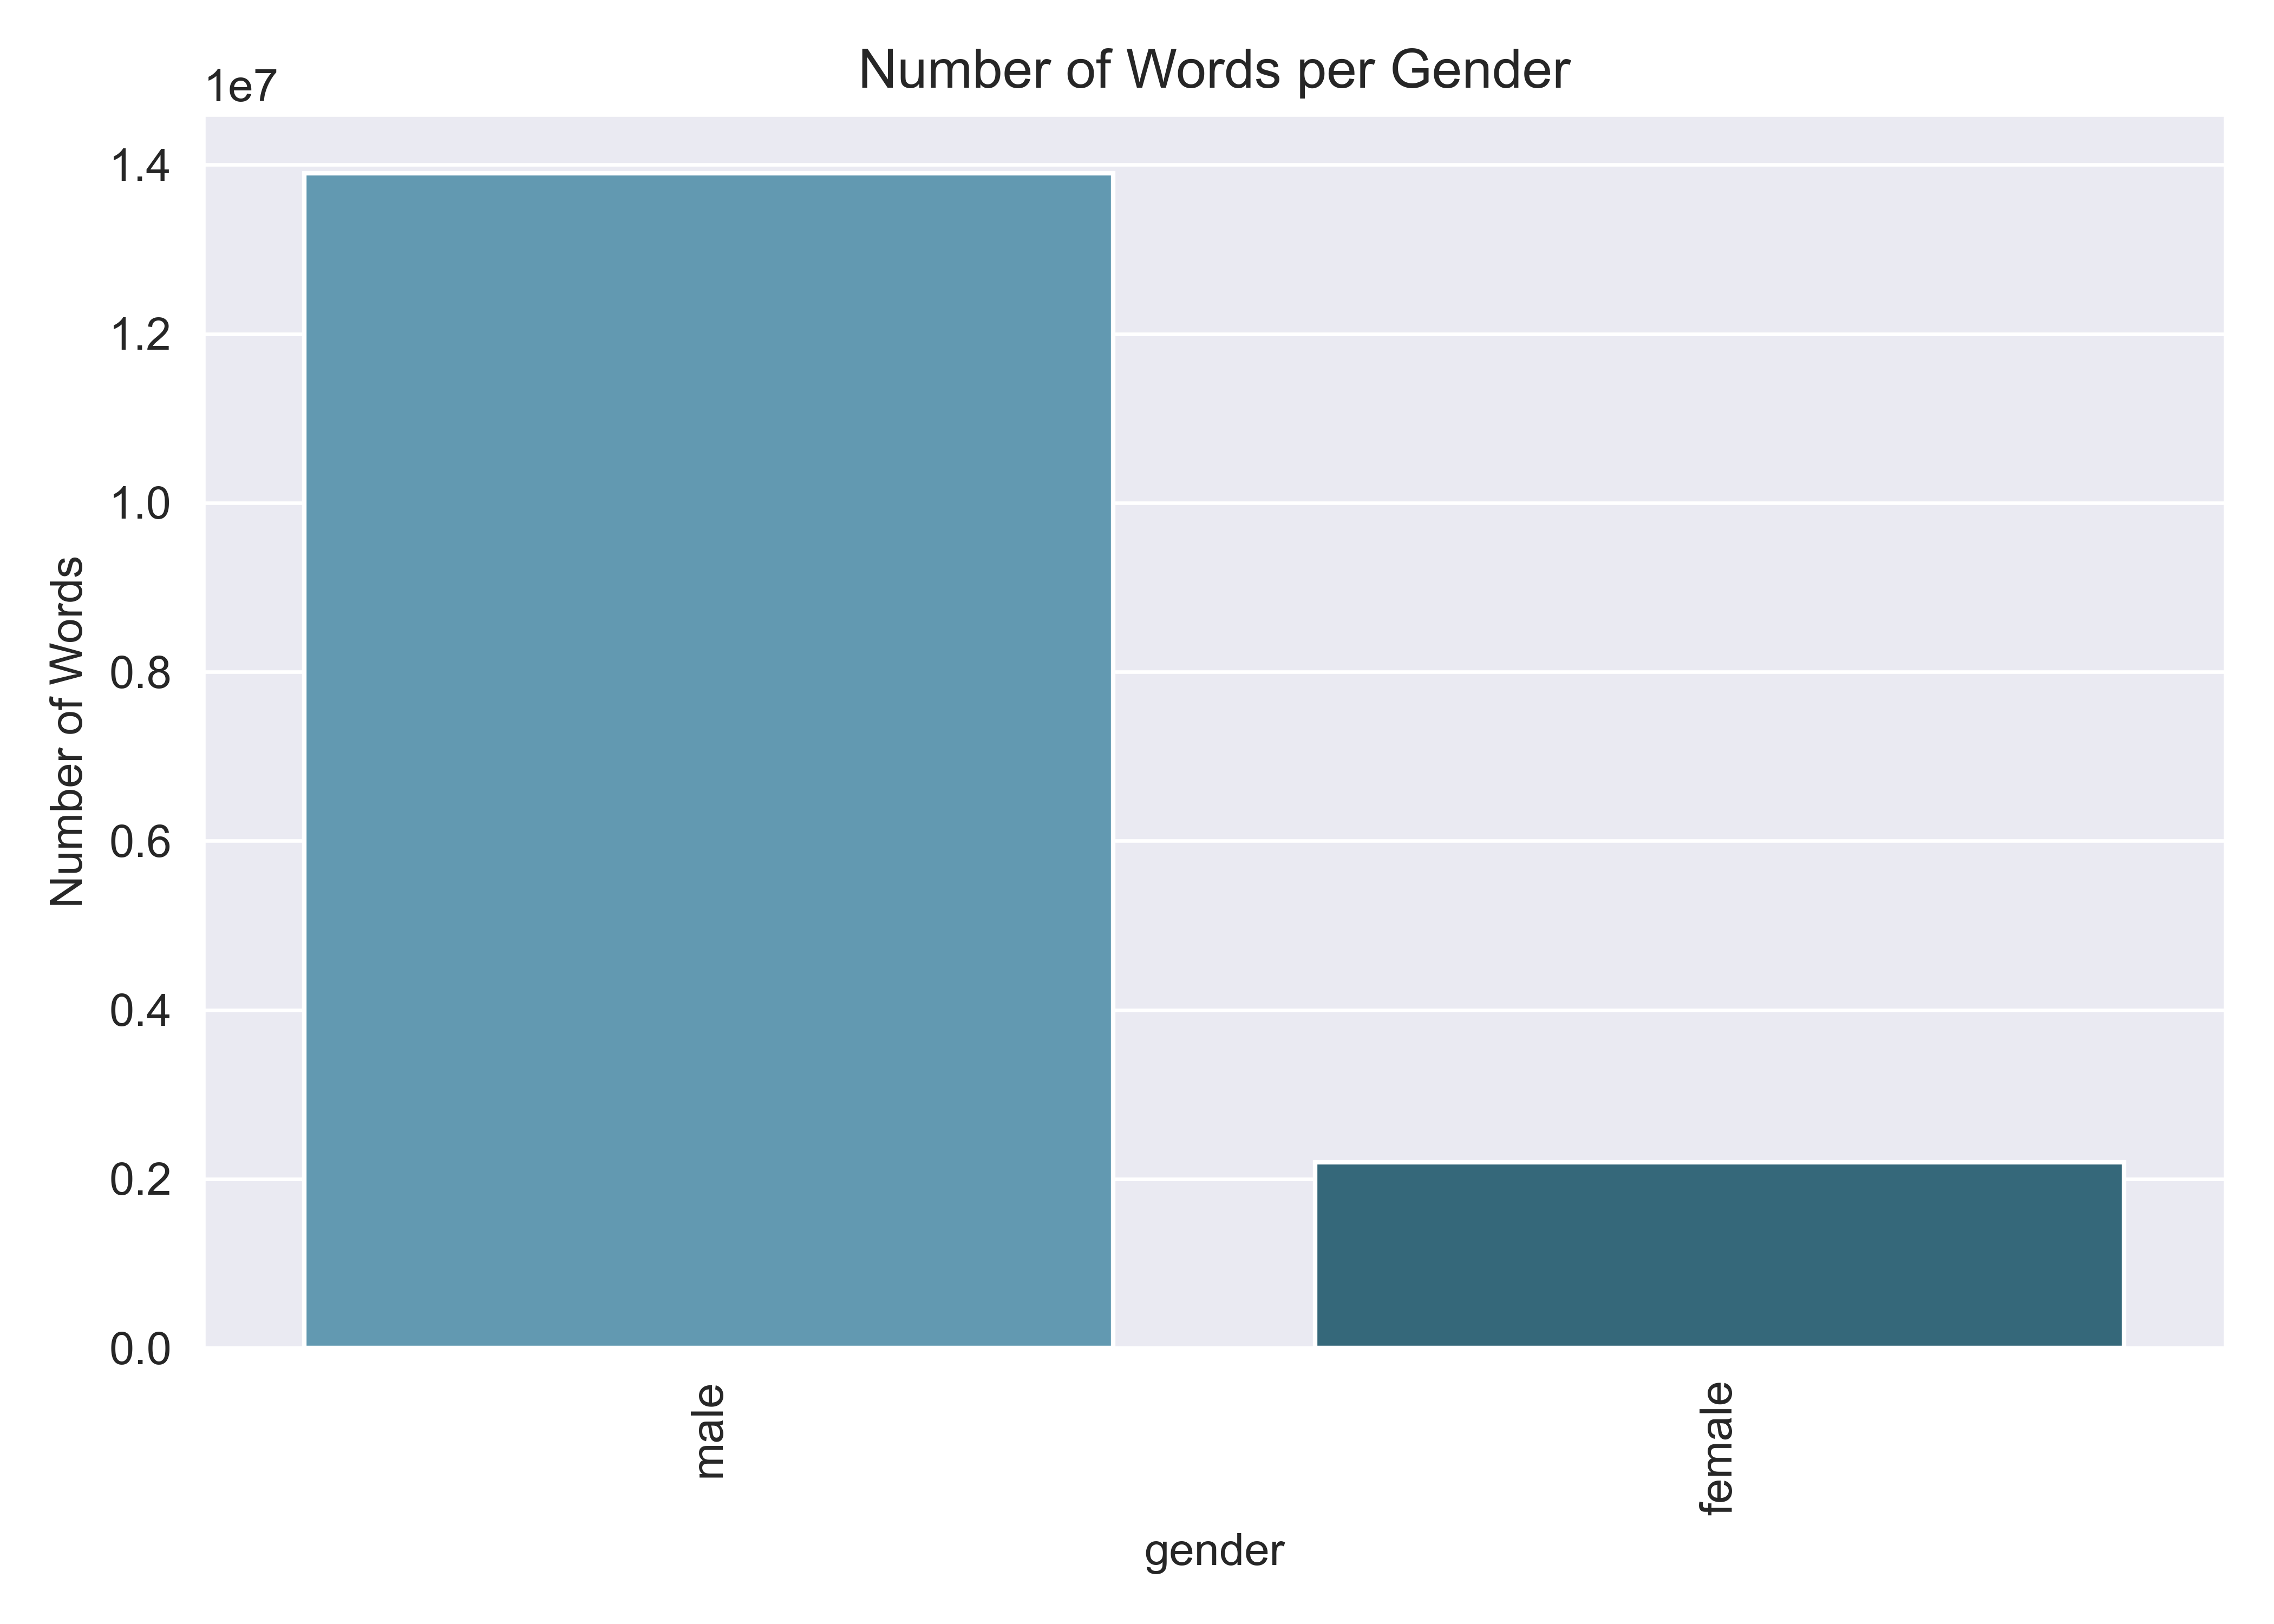 Number of Words per Gender
1e7
1.4
1.2
1.0
0.8
0.6
0.4
0.2
0.0
Number of Words
male
female
gender